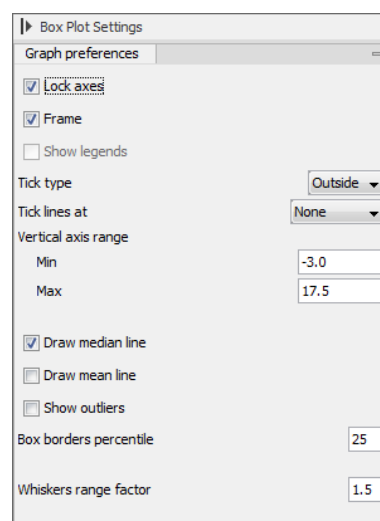 Box Plot Settings
Graph preferences
Lock axes
Frame
Show legends
Tick type Outside
Tick lines at None
Vertical axis range
Min -3.0
Max 17.5
Draw median line
Draw mean line
Show outliers
Box borders percentile 25
Whiskers range factor 1.5